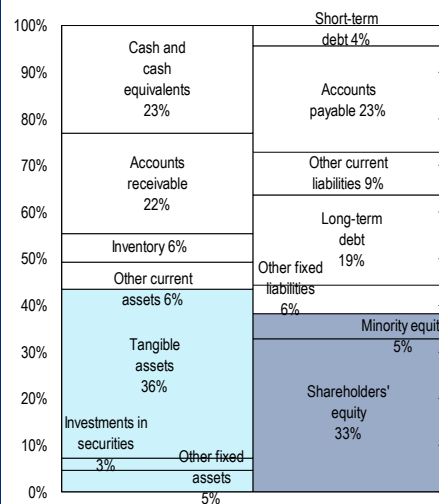 100%
90%
80%
70%
60%
50%
40%
30%
20%
10%
0%
Cash and
cash
equivalents
23%
Accounts
receivable
22%
Inventory 6%
Other current
assets 6%
Tangible
assets
36%
Investments in
securities
3%
Other fixed
assets
5%
Short-term
debt 4%
Accounts
payable 23%
Other current
liabilities 9%
Long-term
debt
19%
Other fixed
liabilities
6%
Minority equit
5%
Shareholders'
equity
33%